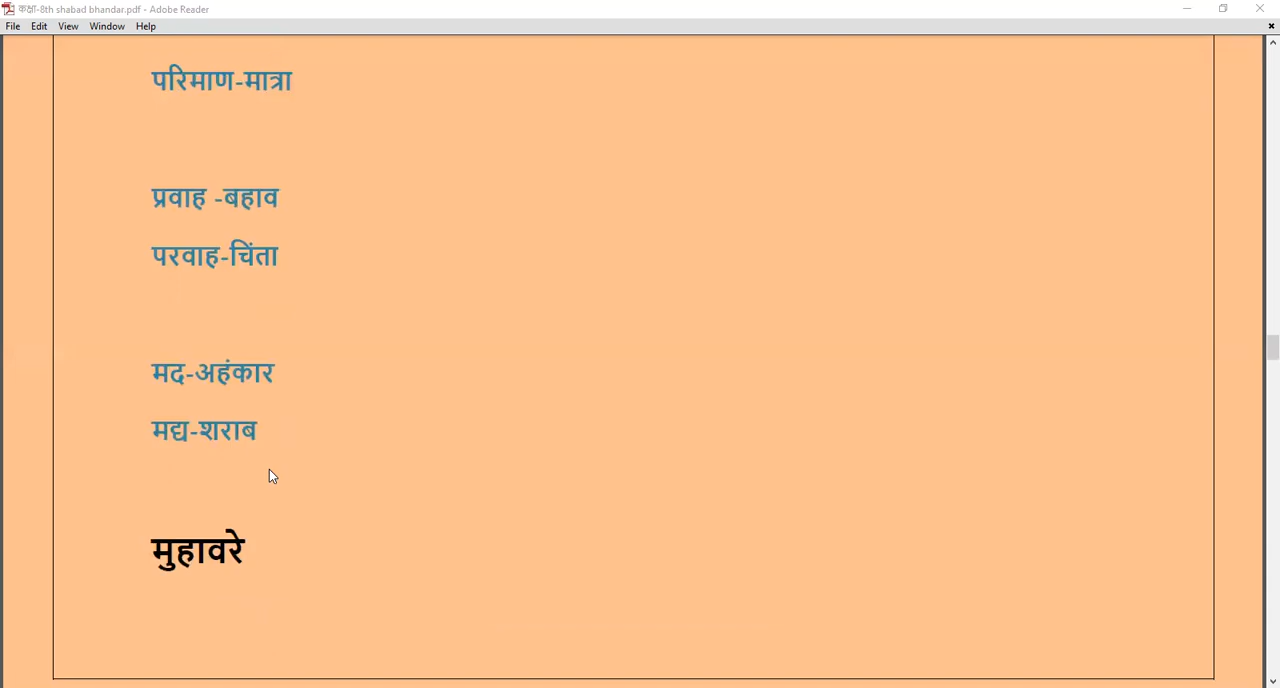 कक्षा-8th shabad bhandar.pdf - Adobe Reader
File Edit View Window Help
परिमाण-मात्रा
प्रवाह -बहाव
परवाह-चिंता
मद-अहंकार
मद्य-शराब
मुहावरे